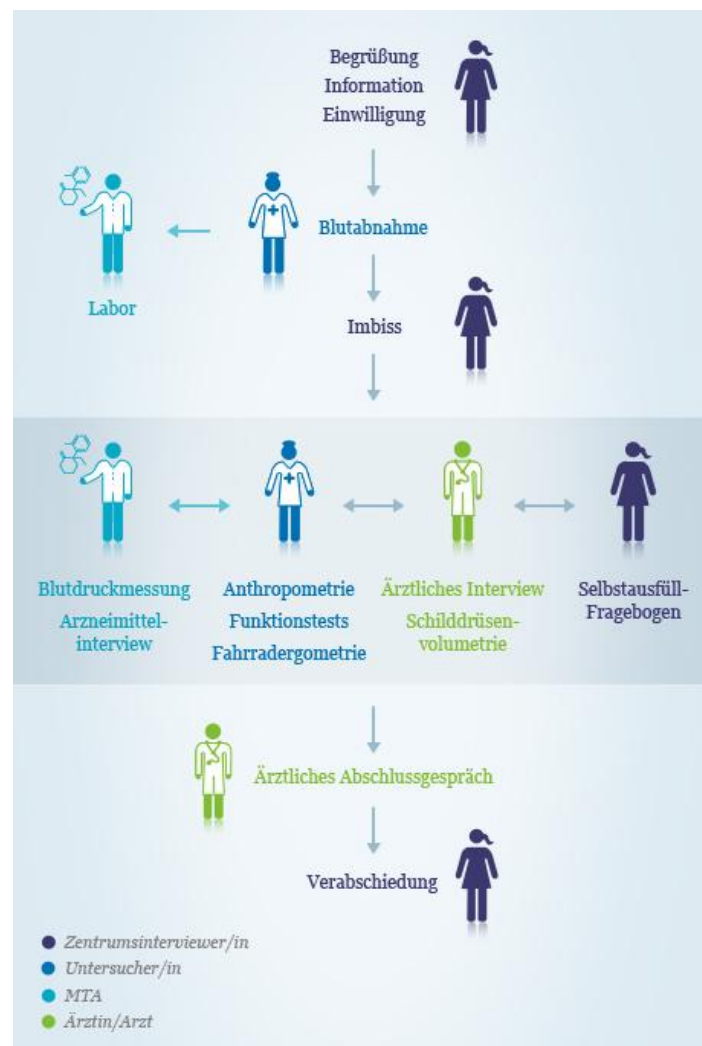 Begrüßung
Information
Einwilligung
Blutabnahme
Labor
Imbiss
Blutdruckmessung
Arzneimittel-
interview
Anthropometrie
Funktionstests
Fahrradergometrie
Ärztliches Interview
Schilddrüsen-
volumetrie
Selbstausfüll-
Fragebogen
Ärztliches Abschlussgespräch
Verabschiedung
Zentrumsinterviewer/in
Untersucher/in
MTA
Ärztin/Arzt